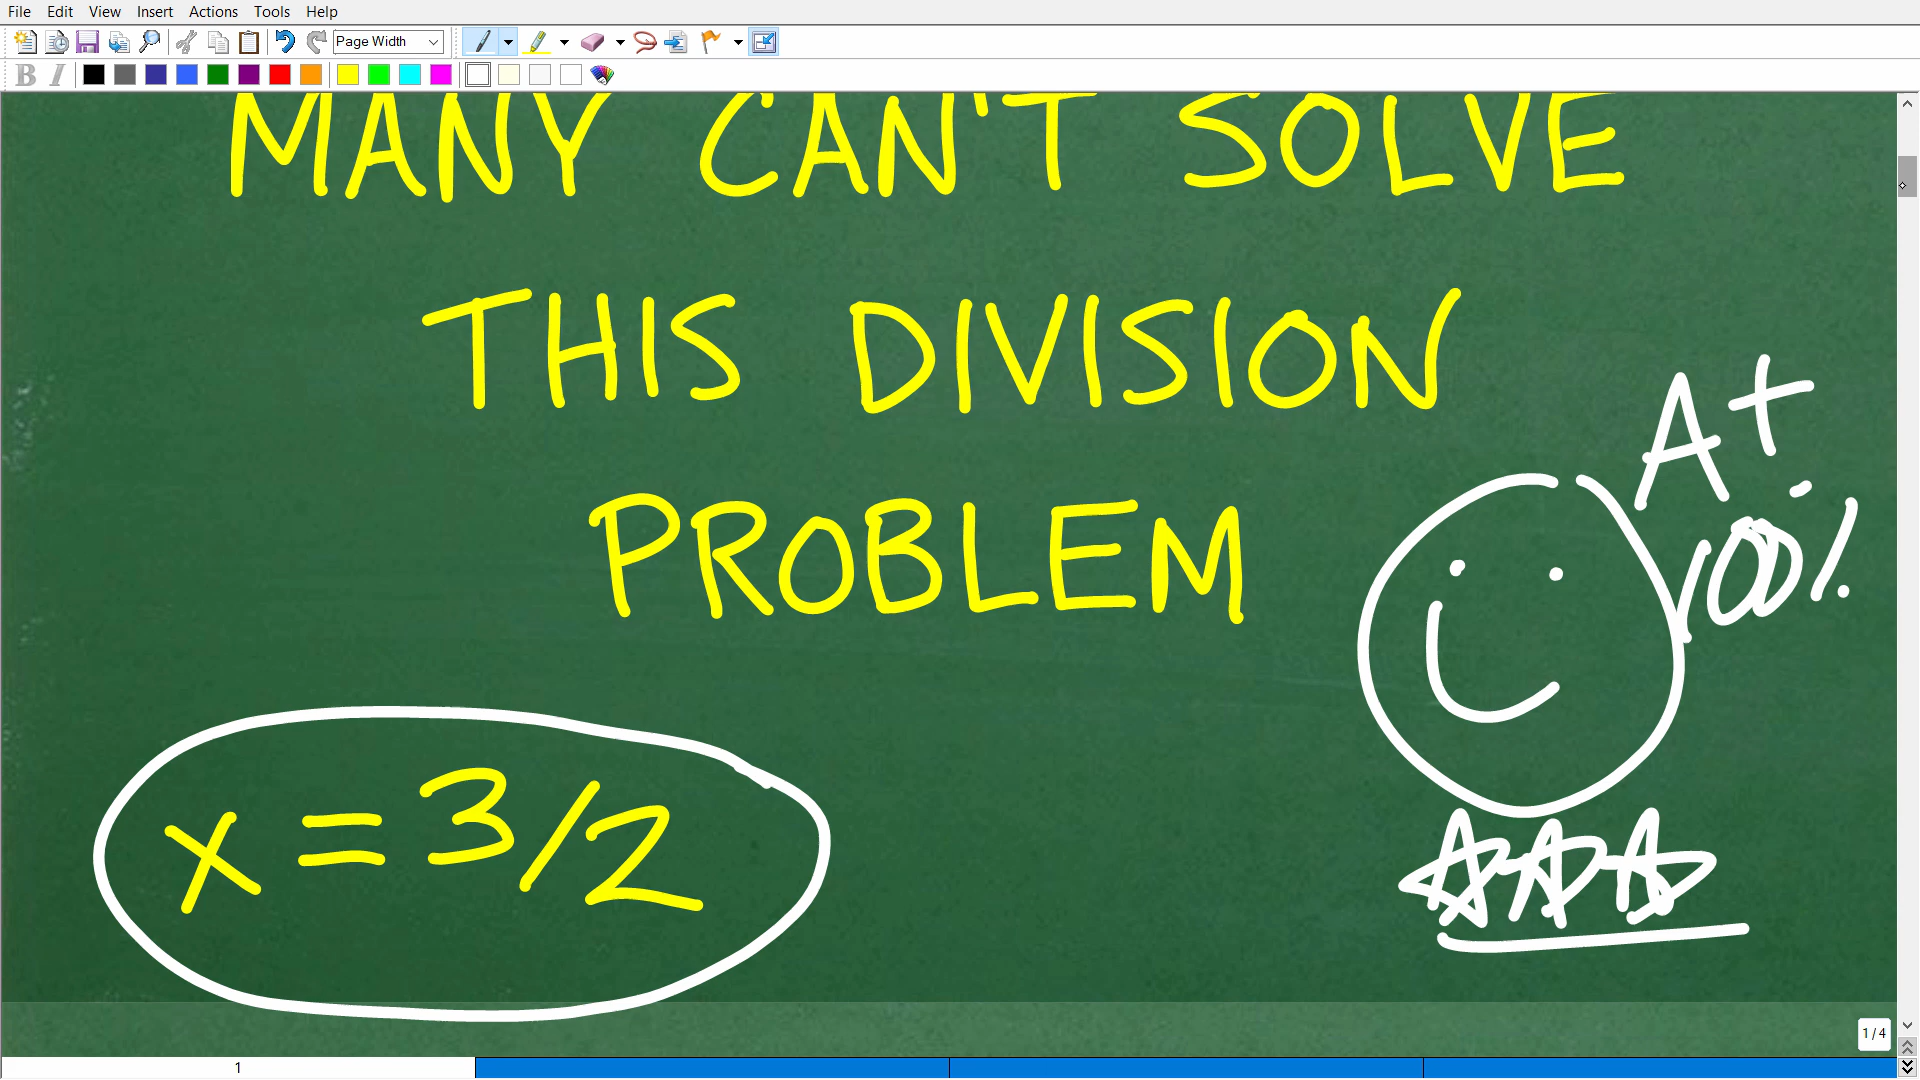 File Edit View Insert Actions Tools Help
Page Width
B I
MANY CAN'T SOLVE
THIS DIVISION
PROBLEM
A+
100%
x = 3/2
1 / 4
1